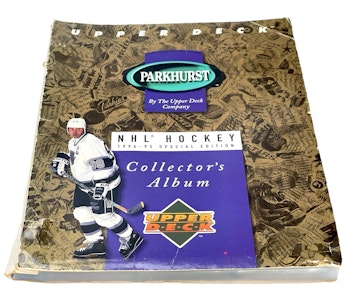 UPPER DECK
PARKHURST
By The Upper Deck
Company
NHL HOCKEY
1994-95 SPECIAL EDITION
Collector's
Album
UPPER
DECK